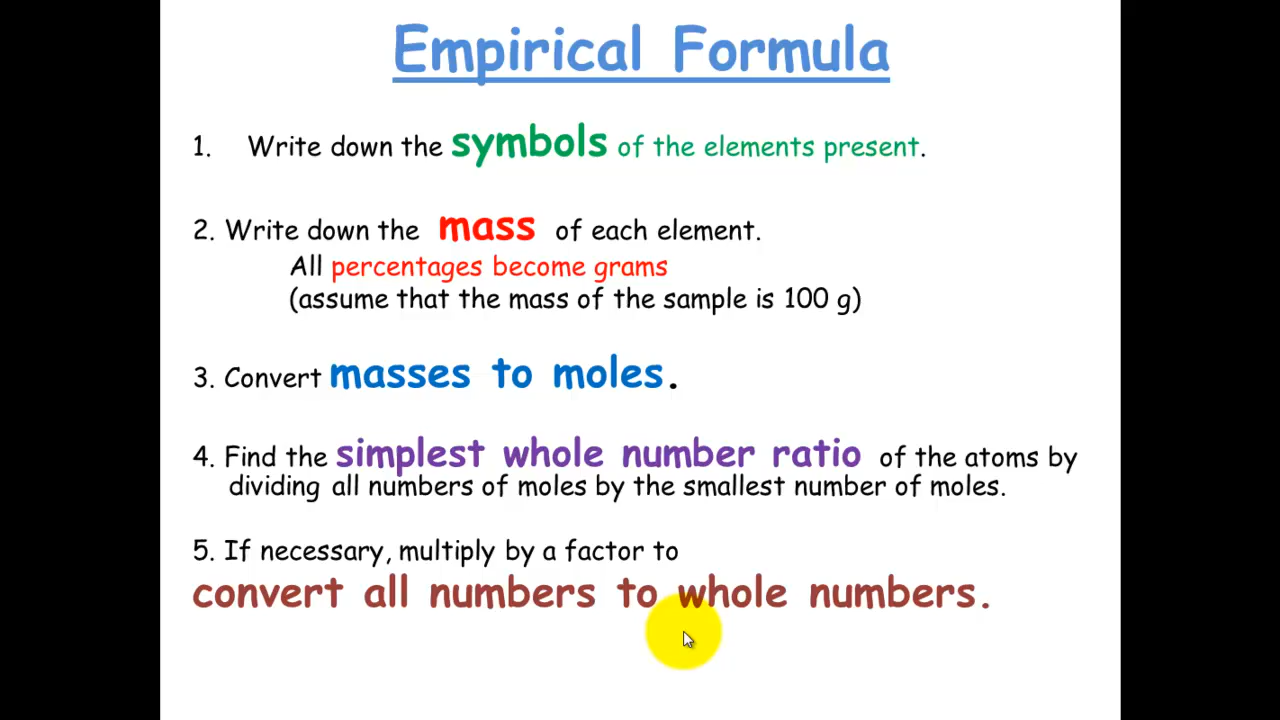 Empirical Formula
1. Write down the symbols of the elements present.
2. Write down the mass of each element.
All percentages become grams
(assume that the mass of the sample is 100 g)
3. Convert masses to moles.
4. Find the simplest whole number ratio of the atoms by
dividing all numbers of moles by the smallest number of moles.
5. If necessary, multiply by a factor to
convert all numbers to whole numbers.